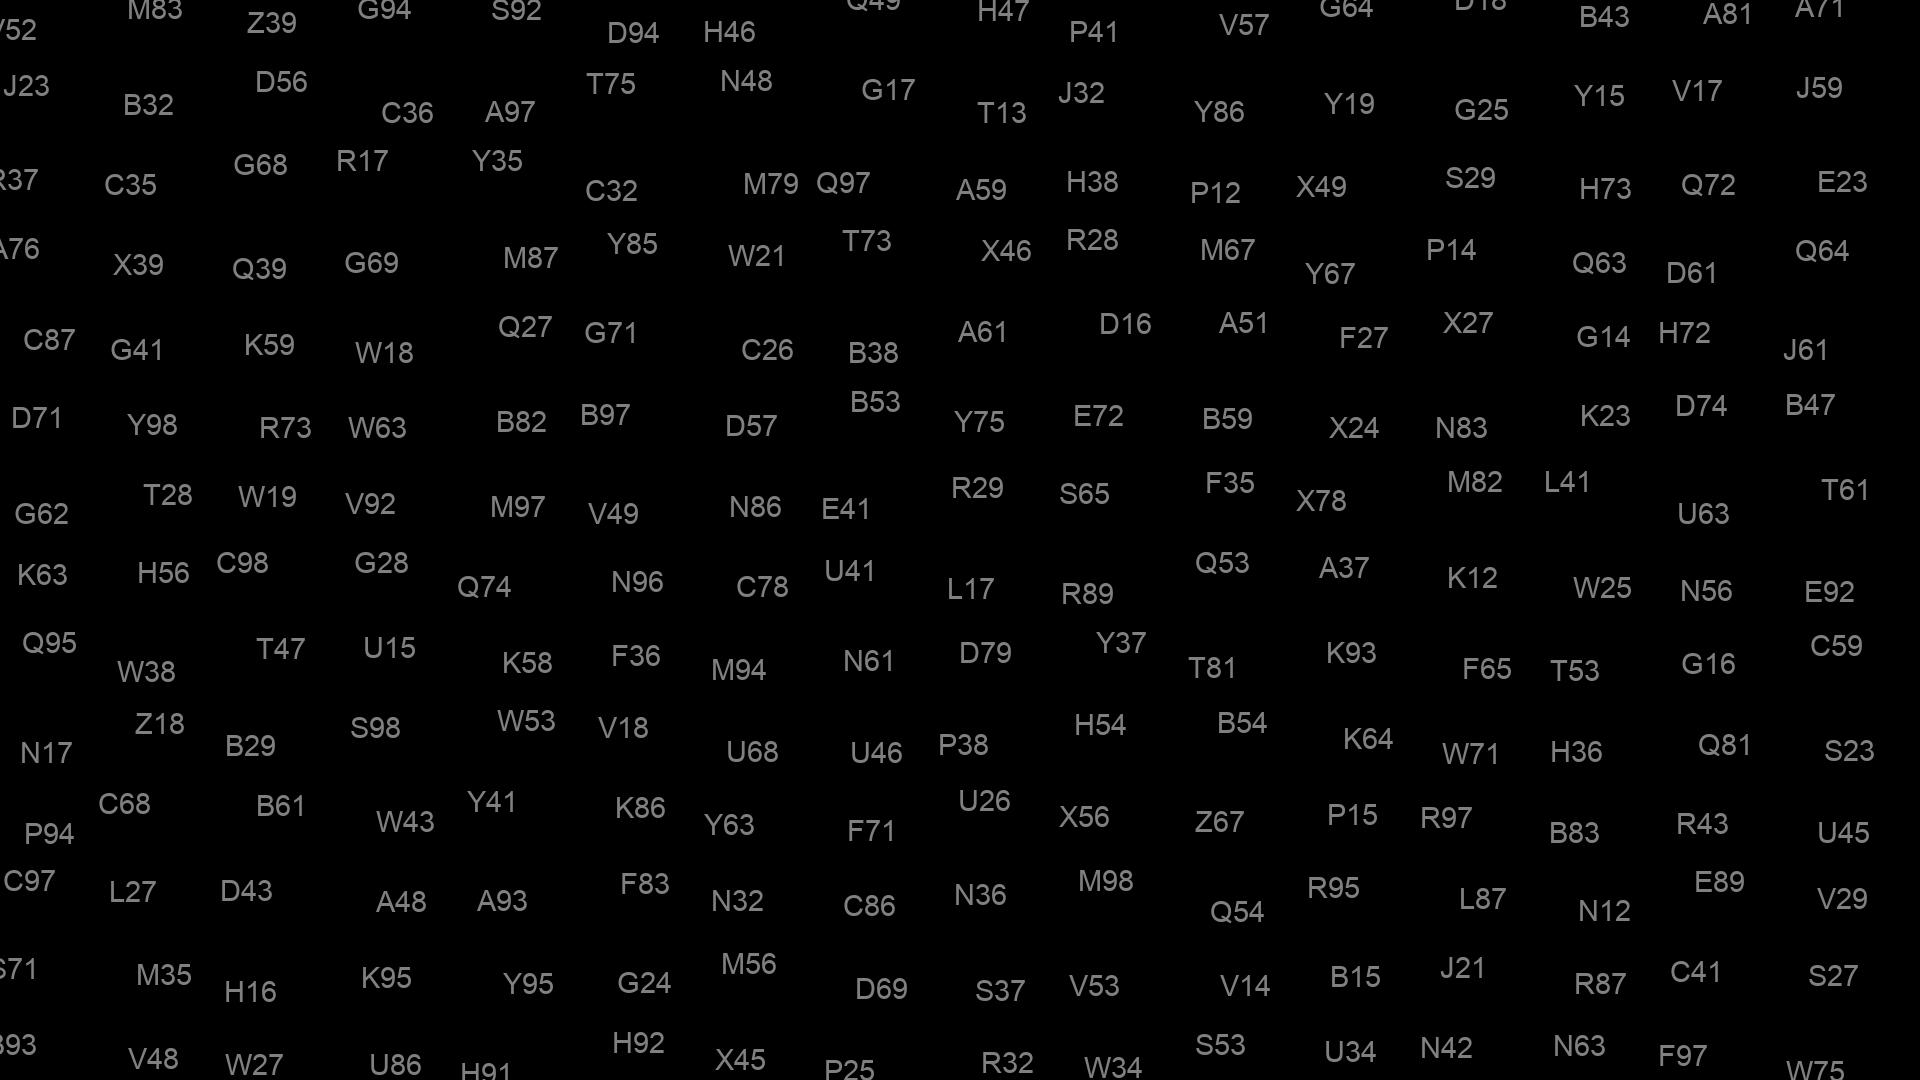 M83 Z39 G94 S92 D94 H46 Q49 H47 P41 V57 G64 D18 B43 A81 A71
J23 B32 D56 C36 A97 T75 N48 G17 T13 J32 Y86 Y19 G25 Y15 V17 J59
C35 G68 R17 Y35 C32 M79 Q97 A59 H38 P12 X49 S29 H73 Q72 E23
A76 X39 Q39 G69 M87 Y85 W21 T73 X46 R28 M67 Y67 P14 Q63 D61 Q64
C87 G41 K59 W18 Q27 G71 C26 B38 A61 D16 A51 F27 X27 G14 H72 J61
D71 Y98 R73 W63 B82 B97 D57 B53 Y75 E72 B59 X24 N83 K23 D74 B47
G62 T28 W19 V92 M97 V49 N86 E41 R29 S65 F35 X78 M82 L41 U63 T61
K63 H56 C98 G28 Q74 N96 C78 U41 L17 R89 Q53 A37 K12 W25 N56 E92
Q95 W38 T47 U15 K58 F36 M94 N61 D79 Y37 T81 K93 F65 T53 G16 C59
N17 Z18 B29 S98 W53 V18 U68 U46 P38 H54 B54 K64 W71 H36 Q81 S23
P94 C68 B61 W43 Y41 K86 Y63 F71 U26 X56 Z67 P15 R97 B83 R43 U45
C97 L27 D43 A48 A93 F83 N32 C86 N36 M98 Q54 R95 L87 N12 E89 V29
S71 M35 H16 K95 Y95 G24 M56 D69 S37 V53 V14 B15 J21 R87 C41 S27
V48 W27 U86 H91 H92 X45 P25 R32 W34 S53 U34 N42 N63 F97 W75